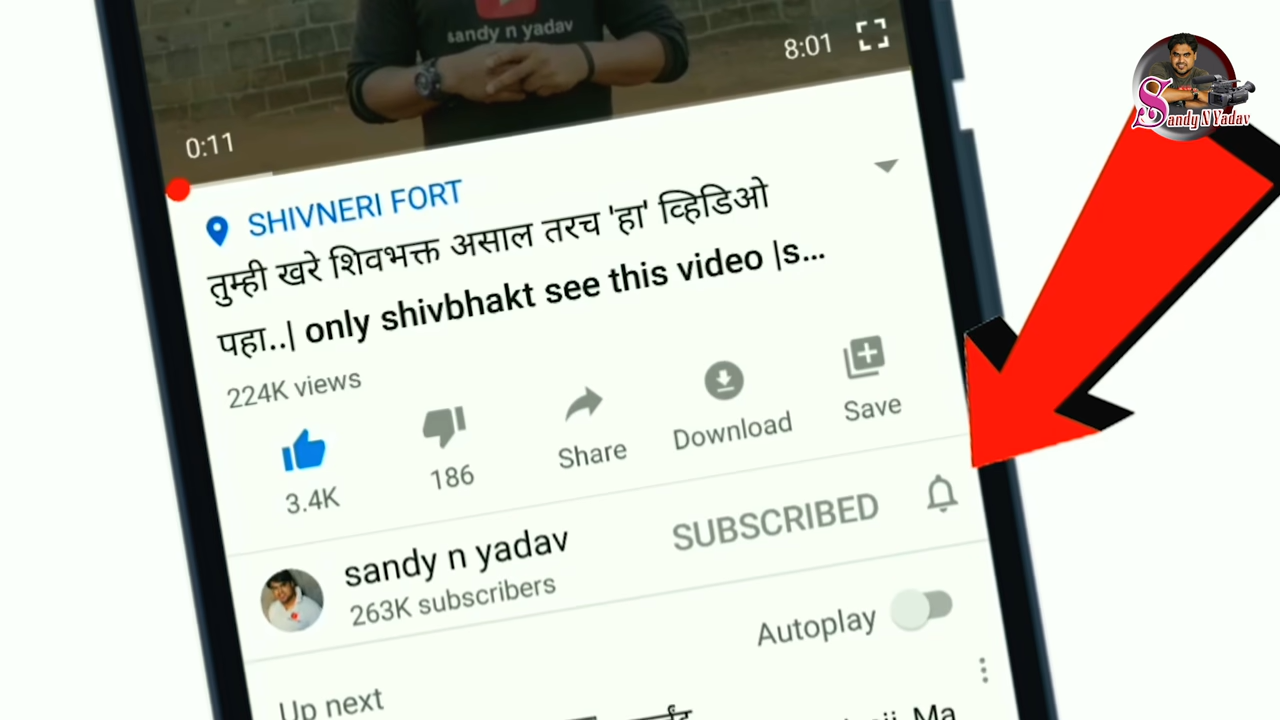 sandy n yadav
8:01
0:11
Sandy N Yadav
SHIVNERI FORT
तुम्ही खरे शिवभक्त असाल तरच 'हा' व्हिडिओ
पहा..| only shivbhakt see this video |s...
224K views
3.4K
186
Share
Download
Save
sandy n yadav
263K subscribers
SUBSCRIBED
Autoplay
Up next
Ma